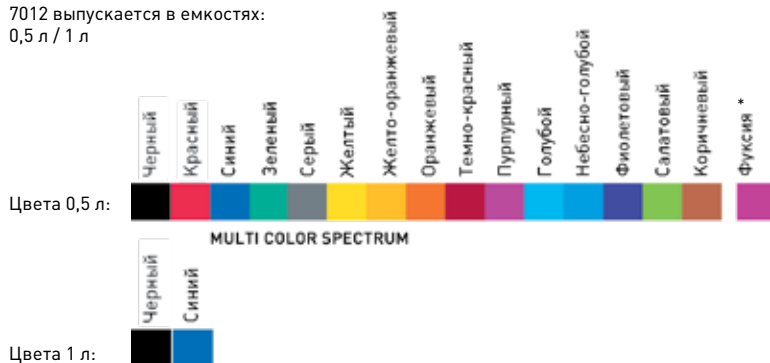 7012 выпускается в емкостях:
0,5 л / 1 л
Черный
Красный
Синий
Зеленый
Серый
Желтый
Желто-оранжевый
Оранжевый
Темно-красный
Пурпурный
Голубой
Небесно-голубой
Фиолетовый
Салатовый
Коричневый
Фуксия *
Цвета 0,5 л:
MULTI COLOR SPECTRUM
Черный
Синий
Цвета 1 л: